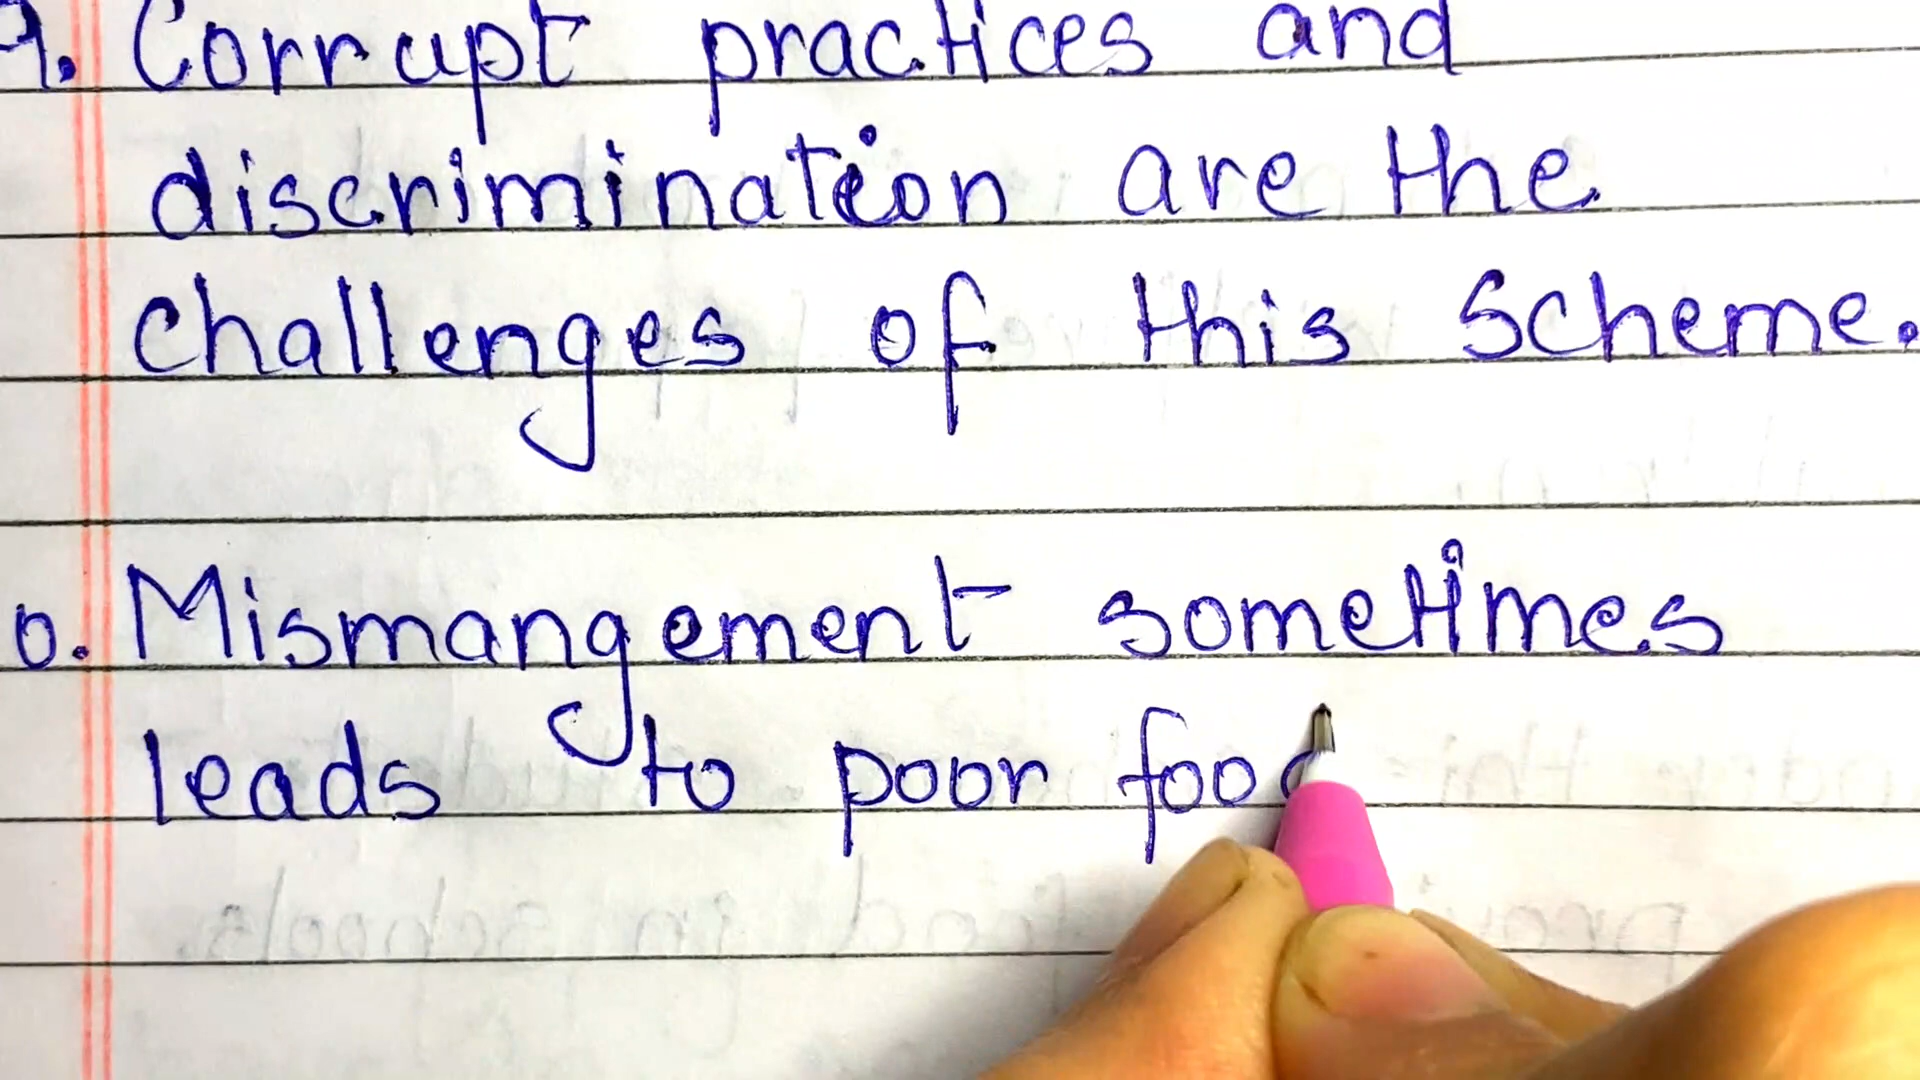 9. Corrupt practices and
discrimination are the
challenges of this scheme.
0. Mismangement sometimes
leads to poor foo